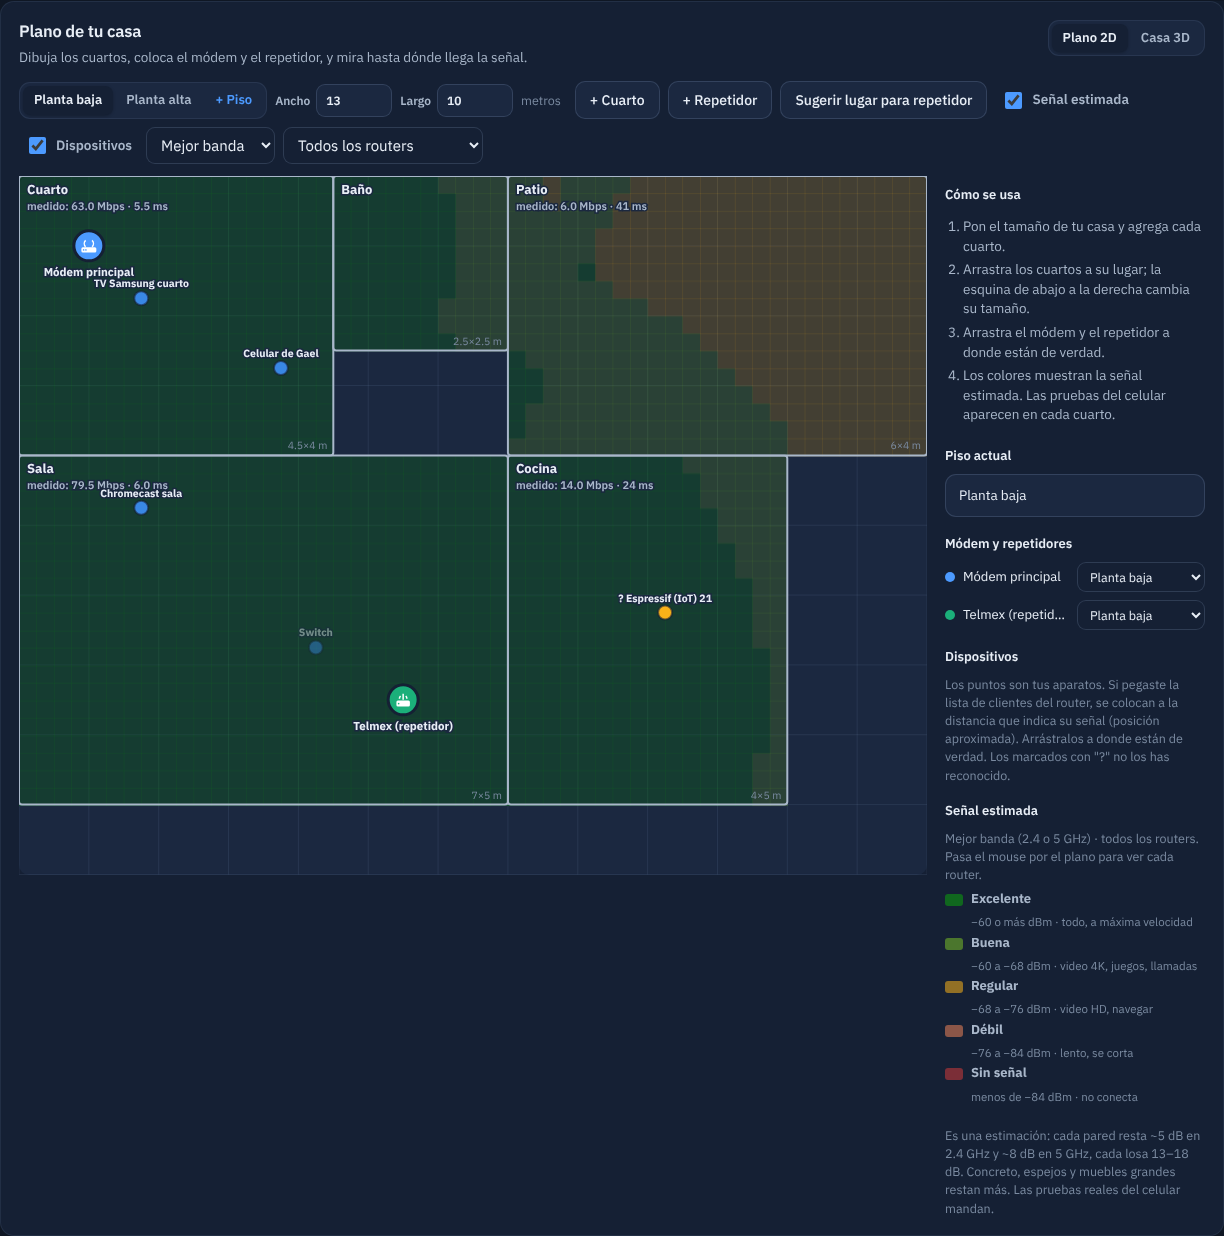 Plano de tu casa
Dibuja los cuartos, coloca el módem y el repetidor, y mira hasta dónde llega la señal.
Plano 2D
Casa 3D
Planta baja
Planta alta
+ Piso
Ancho
13
Largo
10
metros
+ Cuarto
+ Repetidor
Sugerir lugar para repetidor
Señal estimada
Dispositivos
Mejor banda
Todos los routers
Cuarto
medido: 63.0 Mbps · 5.5 ms
Módem principal
TV Samsung cuarto
Celular de Gael
4.5×4 m
Baño
2.5×2.5 m
Patio
medido: 6.0 Mbps · 41 ms
6×4 m
Sala
medido: 79.5 Mbps · 6.0 ms
Chromecast sala
Switch
Telmex (repetidor)
7×5 m
Cocina
medido: 14.0 Mbps · 24 ms
? Espressif (IoT) 21
4×5 m
Cómo se usa
1. Pon el tamaño de tu casa y agrega cada
cuarto.
2. Arrastra los cuartos a su lugar; la
esquina de abajo a la derecha cambia
su tamaño.
3. Arrastra el módem y el repetidor a
donde están de verdad.
4. Los colores muestran la señal
estimada. Las pruebas del celular
aparecen en cada cuarto.
Piso actual
Planta baja
Módem y repetidores
Módem principal
Planta baja
Telmex (repetid...
Planta baja
Dispositivos
Los puntos son tus aparatos. Si pegaste la
lista de clientes del router, se colocan a la
distancia que indica su señal (posición
aproximada). Arrástralos a donde están de
verdad. Los marcados con "?" no los has
reconocido.
Señal estimada
Mejor banda (2.4 o 5 GHz) · todos los routers.
Pasa el mouse por el plano para ver cada
router.
Excelente
−60 o más dBm · todo, a máxima velocidad
Buena
−60 a −68 dBm · video 4K, juegos, llamadas
Regular
−68 a −76 dBm · video HD, navegar
Débil
−76 a −84 dBm · lento, se corta
Sin señal
menos de −84 dBm · no conecta
Es una estimación: cada pared resta ~5 dB en
2.4 GHz y ~8 dB en 5 GHz, cada losa 13–18
dB. Concreto, espejos y muebles grandes
restan más. Las pruebas reales del celular
mandan.